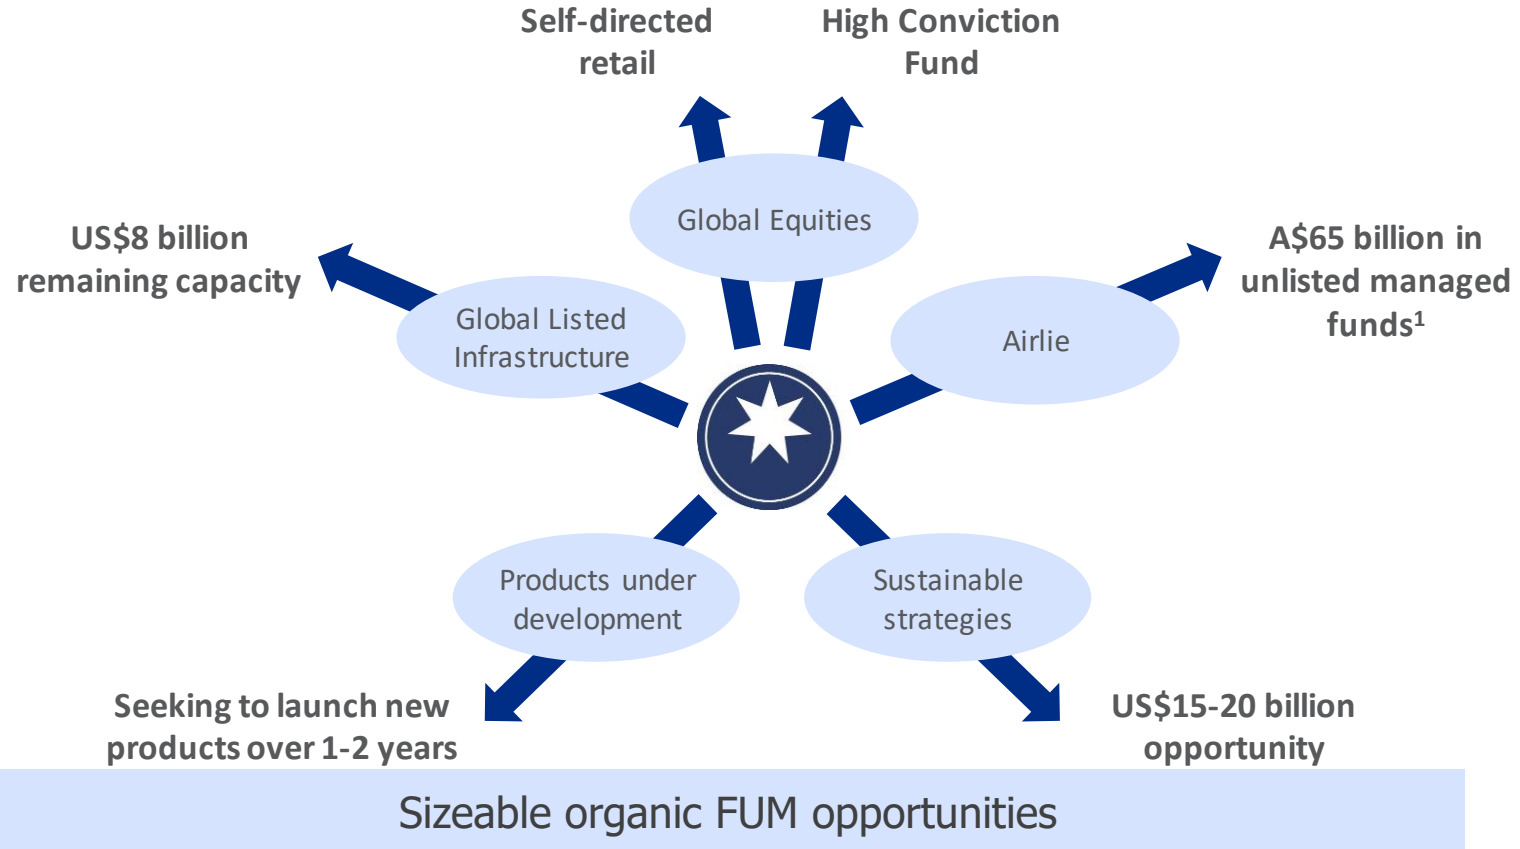 Self-directed
retail
High Conviction
Fund
Global Equities
US$8 billion
remaining capacity
Global Listed
Infrastructure
Airlie
A$65 billion in
unlisted managed
funds¹
Products under
development
Sustainable
strategies
Seeking to launch new
products over 1-2 years
US$15-20 billion
opportunity
Sizeable organic FUM opportunities